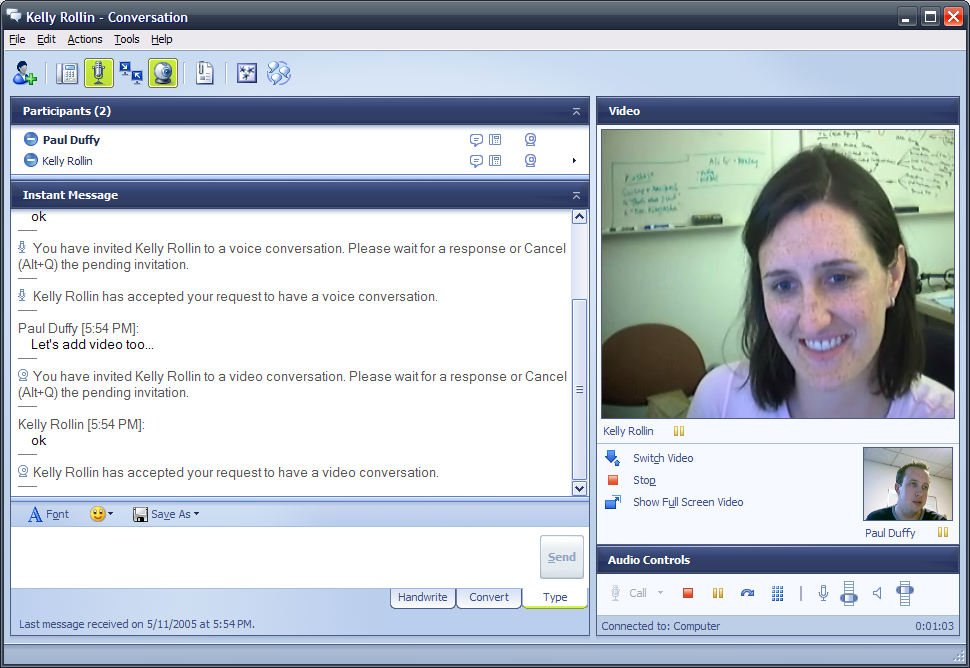 Kelly Rollin - Conversation
File Edit Actions Tools Help
Participants (2)
Paul Duffy
Kelly Rollin
Instant Message
ok
You have invited Kelly Rollin to a voice conversation. Please wait for a response or Cancel
(Alt+Q) the pending invitation.
Kelly Rollin has accepted your request to have a voice conversation.
Paul Duffy [5:54 PM]:
Let's add video too...
You have invited Kelly Rollin to a video conversation. Please wait for a response or Cancel
(Alt+Q) the pending invitation.
Kelly Rollin [5:54 PM]:
ok
Kelly Rollin has accepted your request to have a video conversation.
Font Save As
Send
Handwrite Convert Type
Last message received on 5/11/2005 at 5:54 PM.
Video
Kelly Rollin
Switch Video
Stop
Show Full Screen Video
Paul Duffy
Audio Controls
Call
Connected to: Computer 0:01:03